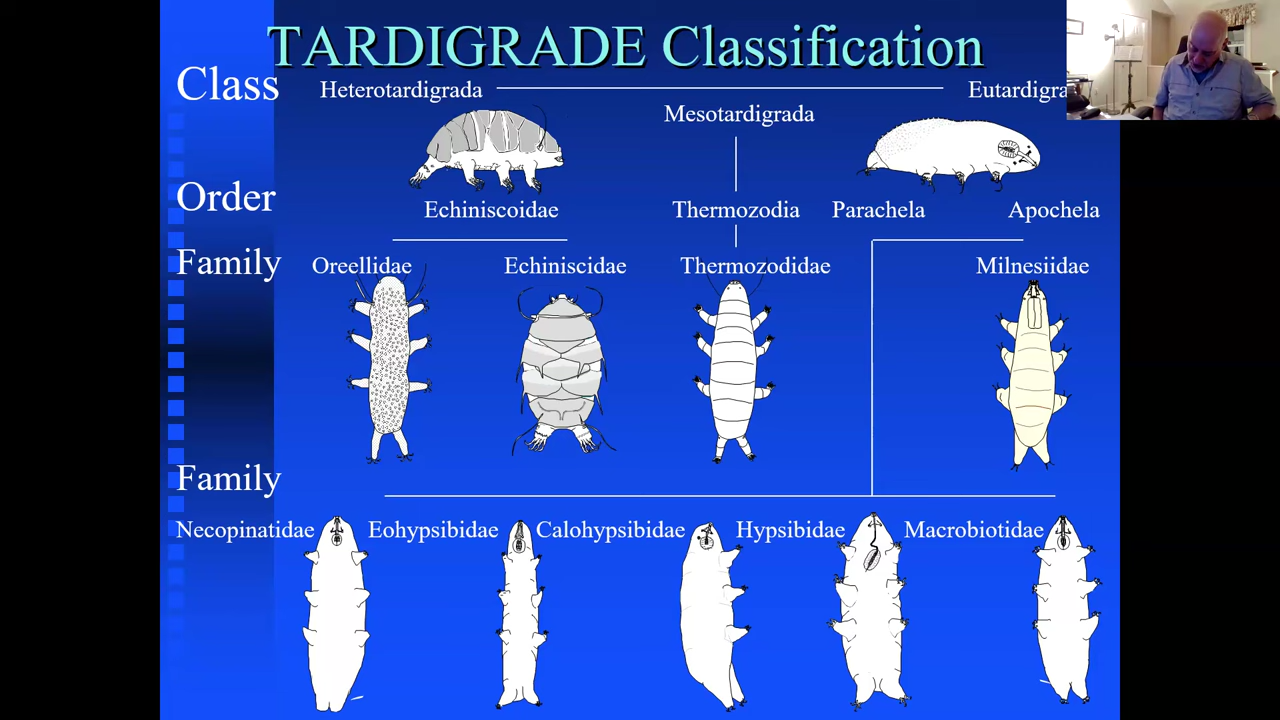 TARDIGRADE Classification
Class
Heterotardigrada
Eutardigra
Mesotardigrada
Order
Echiniscoidae
Thermozodia
Parachela
Apochela
Family
Oreellidae
Echiniscidae
Thermozodidae
Milnesiidae
Family
Necopinatidae
Eohypsibidae
Calohypsibidae
Hypsibidae
Macrobiotidae